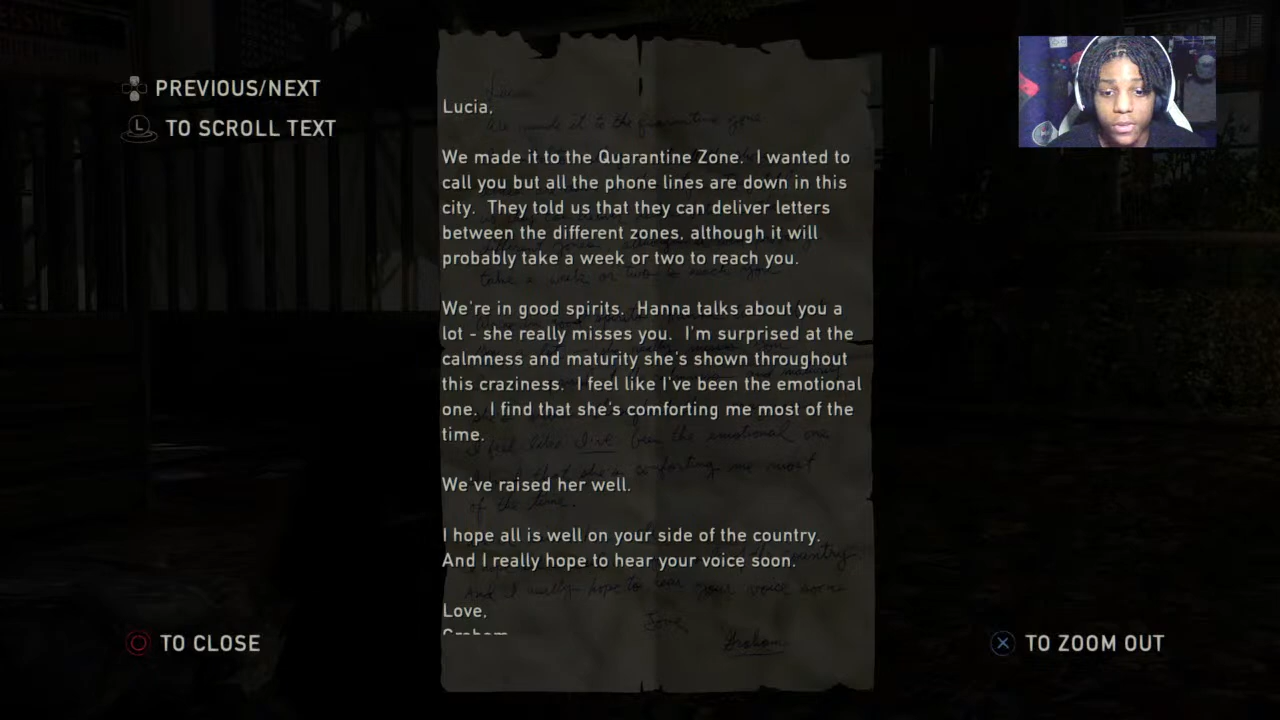 PREVIOUS/NEXT
L TO SCROLL TEXT
Lucia,
We made it to the Quarantine Zone. I wanted to
call you but all the phone lines are down in this
city. They told us that they can deliver letters
between the different zones, although it will
probably take a week or two to reach you.
We're in good spirits. Hanna talks about you a
lot - she really misses you. I'm surprised at the
calmness and maturity she's shown throughout
this craziness. I feel like I've been the emotional
one. I find that she's comforting me most of the
time.
We've raised her well.
I hope all is well on your side of the country.
And I really hope to hear your voice soon.
Love,
Graham
TO CLOSE
TO ZOOM OUT